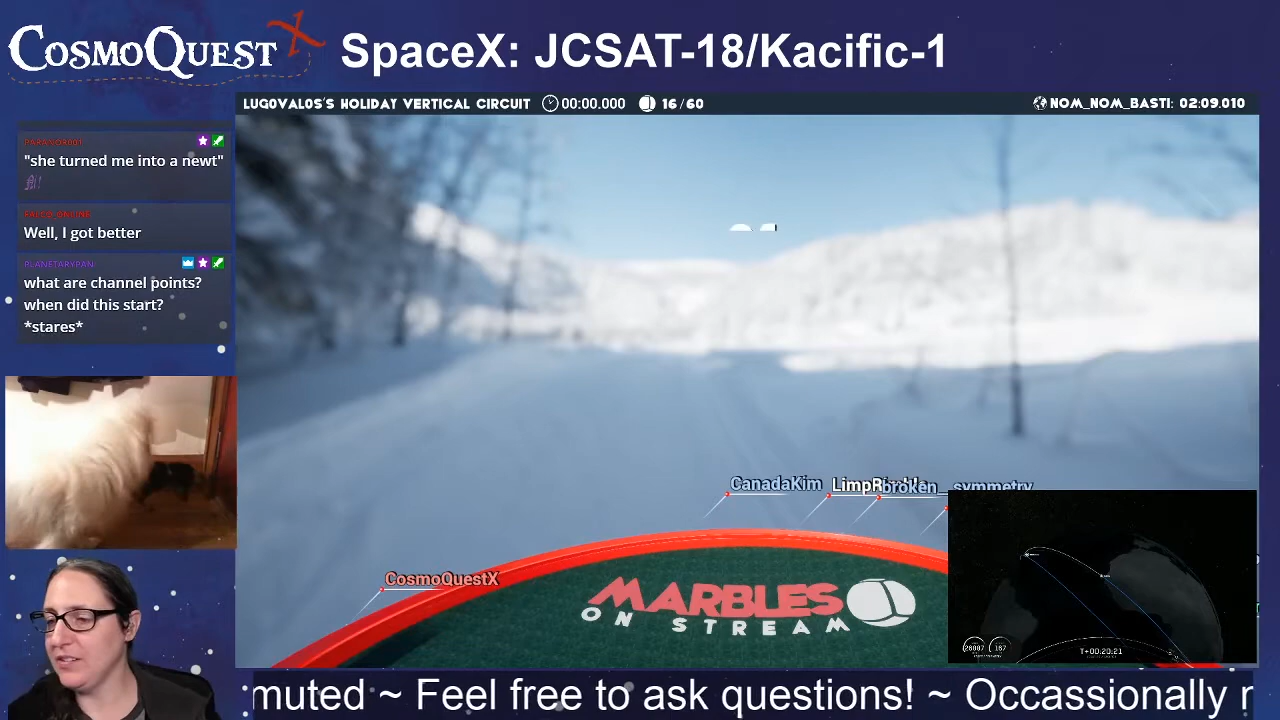 COSMOQUEST X
SpaceX: JCSAT-18/Kacific-1
LUGOVALOS'S HOLIDAY VERTICAL CIRCUIT 00:00.000 16/60 NOM_NOM_BASTI: 02:09.010
"she turned me into a newt"
Well, I got better
PLANETARYPAN
what are channel points?
when did this start?
*stares*
CanadaKim broken symmetry
CosmoQuestX
MARBLES
ON STREAM
T+00:20:21
muted ~ Feel free to ask questions! ~ Occassionally r